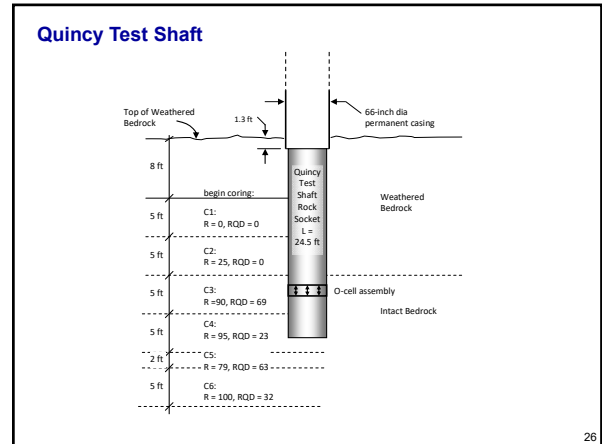 Quincy Test Shaft
Top of Weathered
Bedrock
1.3 ft
66-inch dia
permanent casing
8 ft
Quincy
Test
Shaft
Rock
Socket
L =
24.5 ft
Weathered
Bedrock
begin coring:
5 ft
C1:
R = 0, RQD = 0
5 ft
C2:
R = 25, RQD = 0
5 ft
C3:
R =90, RQD = 69
O-cell assembly
Intact Bedrock
5 ft
C4:
R = 95, RQD = 23
2 ft
C5:
R = 79, RQD = 63
5 ft
C6:
R = 100, RQD = 32
26